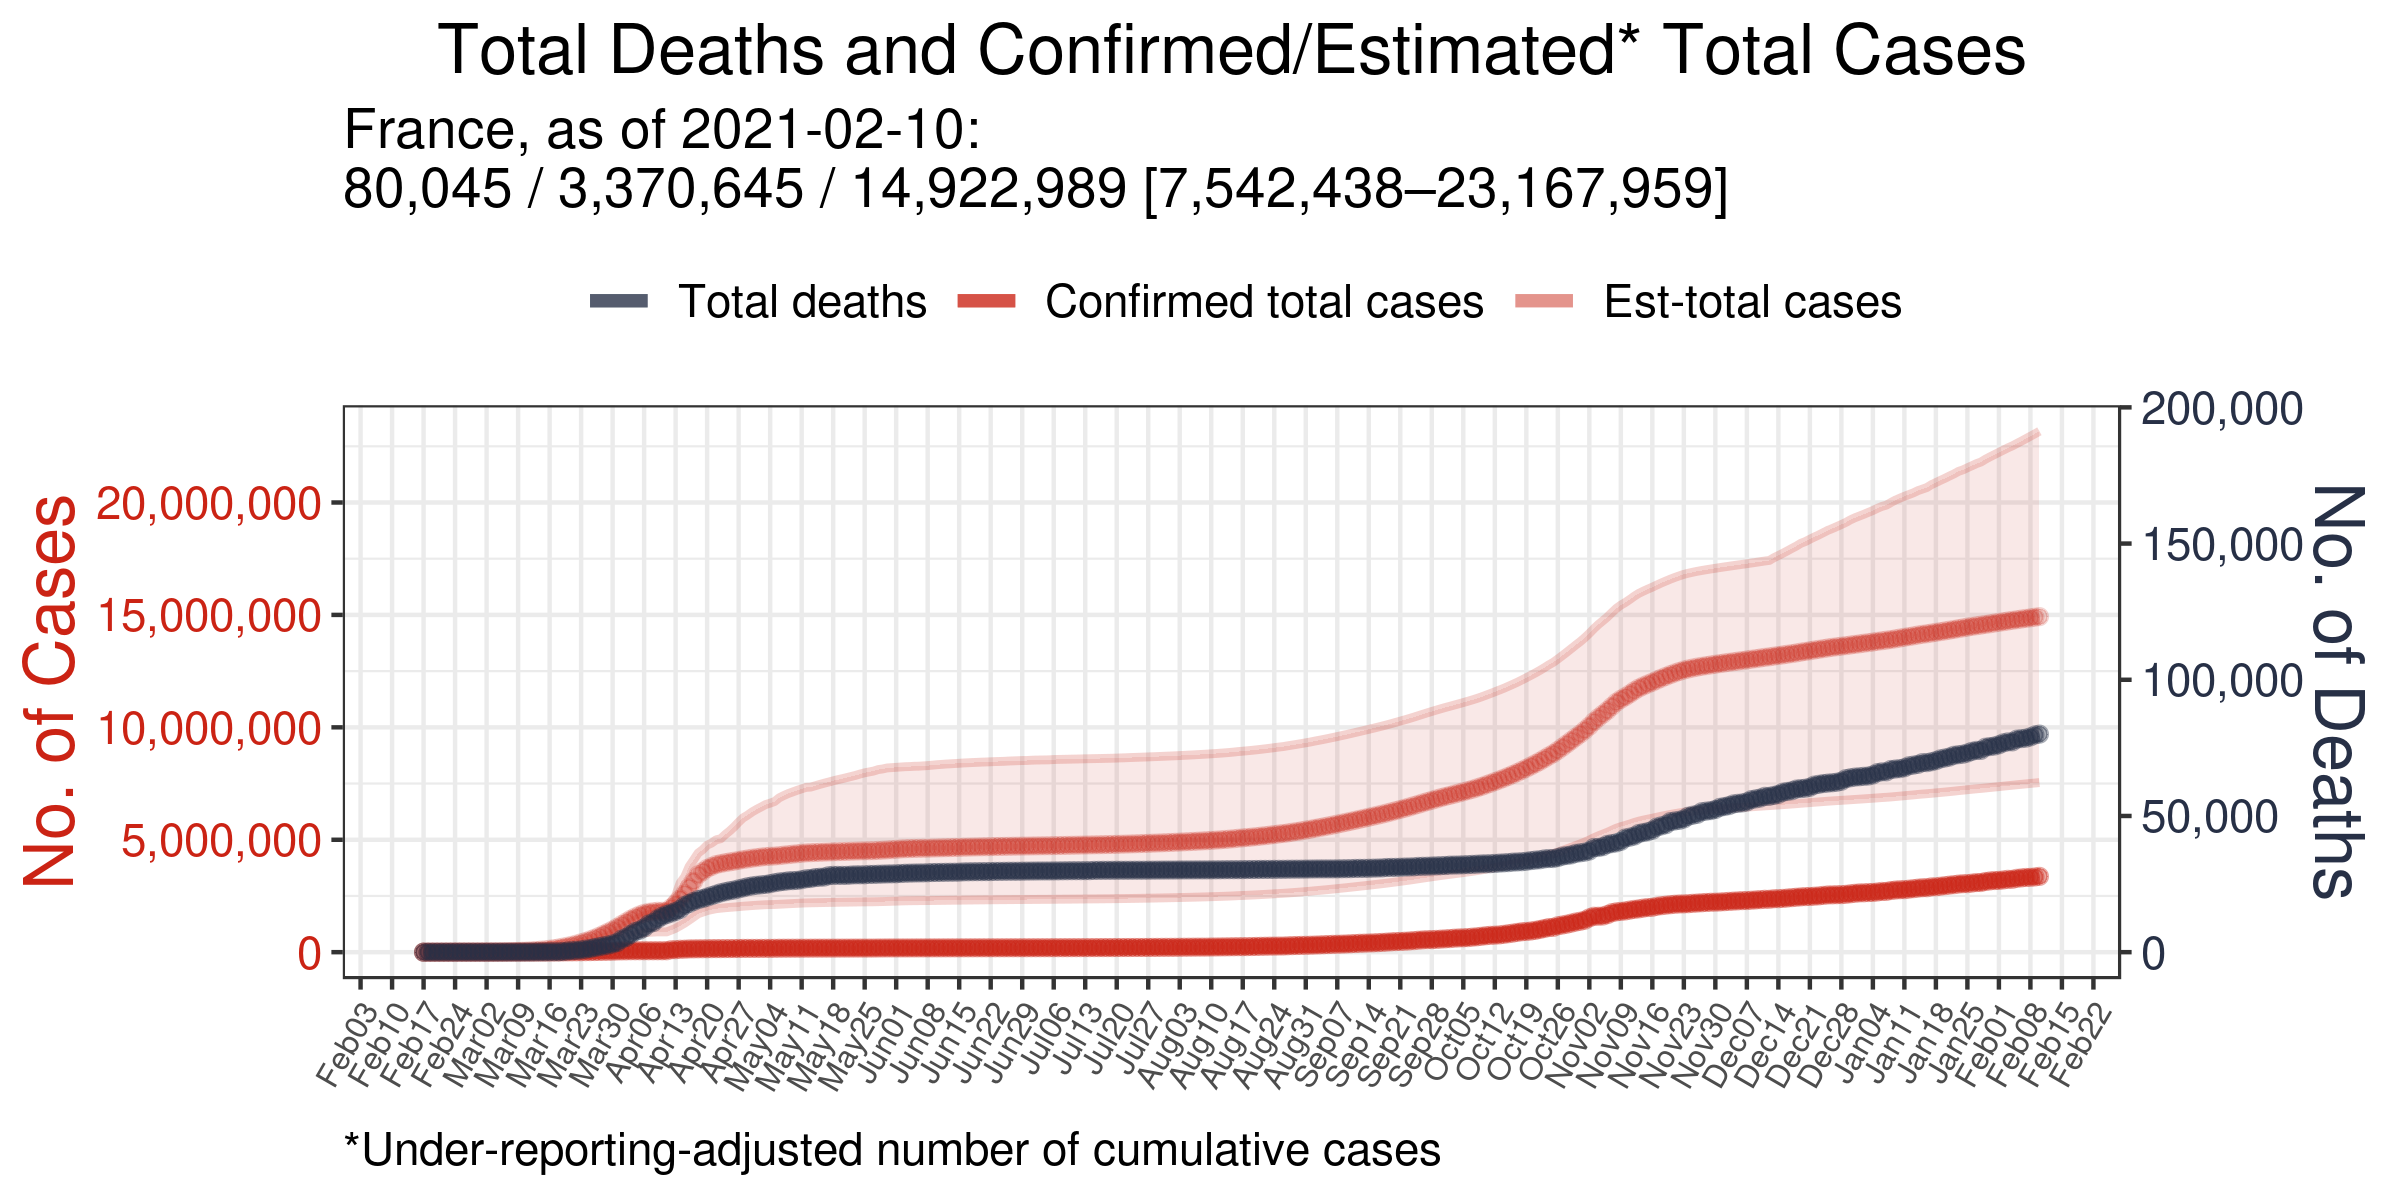 Total Deaths and Confirmed/Estimated* Total Cases
France, as of 2021-02-10:
80,045 / 3,370,645 / 14,922,989 [7,542,438–23,167,959]
Total deaths
Confirmed total cases
Est-total cases
No. of Cases
20,000,000
15,000,000
10,000,000
5,000,000
0
200,000
150,000
100,000
50,000
0
No. of Deaths
Feb03
Feb10
Feb17
Feb24
Mar02
Mar09
Mar16
Mar23
Mar30
Apr06
Apr13
Apr20
Apr27
May04
May11
May18
May25
Jun01
Jun08
Jun15
Jun22
Jun29
Jul06
Jul13
Jul20
Jul27
Aug03
Aug10
Aug17
Aug24
Aug31
Sep07
Sep14
Sep21
Sep28
Oct05
Oct12
Oct19
Oct26
Nov02
Nov09
Nov16
Nov23
Nov30
Dec07
Dec14
Dec21
Dec28
Jan04
Jan11
Jan18
Jan25
Feb01
Feb08
Feb15
Feb22
*Under-reporting-adjusted number of cumulative cases